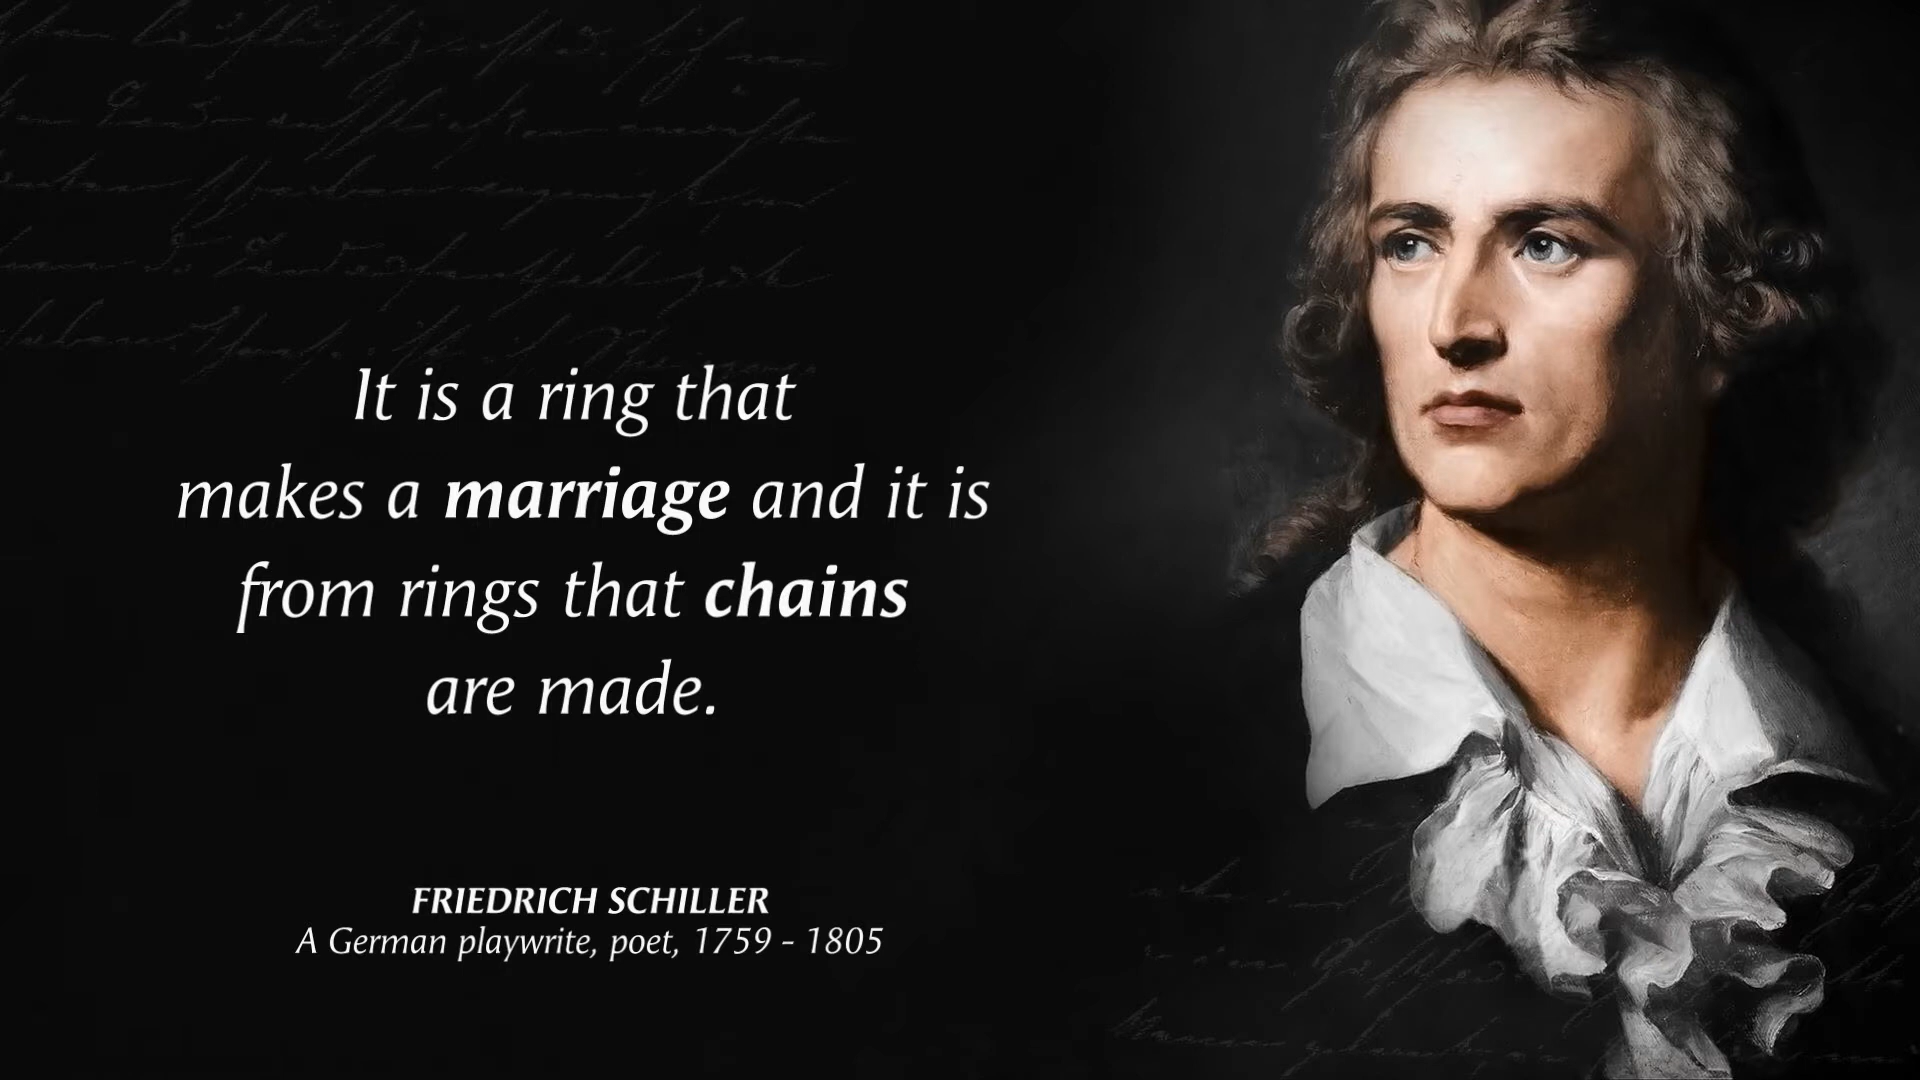 It is a ring that
makes a marriage and it is
from rings that chains
are made.
FRIEDRICH SCHILLER
A German playwrite, poet, 1759 - 1805